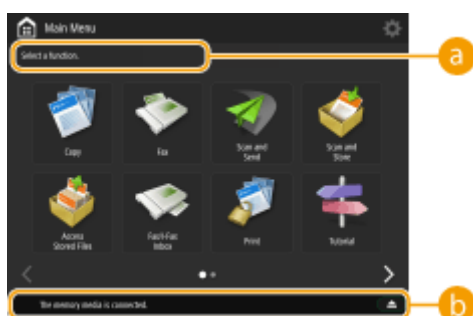 Main Menu
Select a function.
a
Copy
Fax
Scan and
Send
Scan and
Store
Access
Stored Files
Fax/I-Fax
Inbox
Print
Tutorial
The memory media is connected.
b